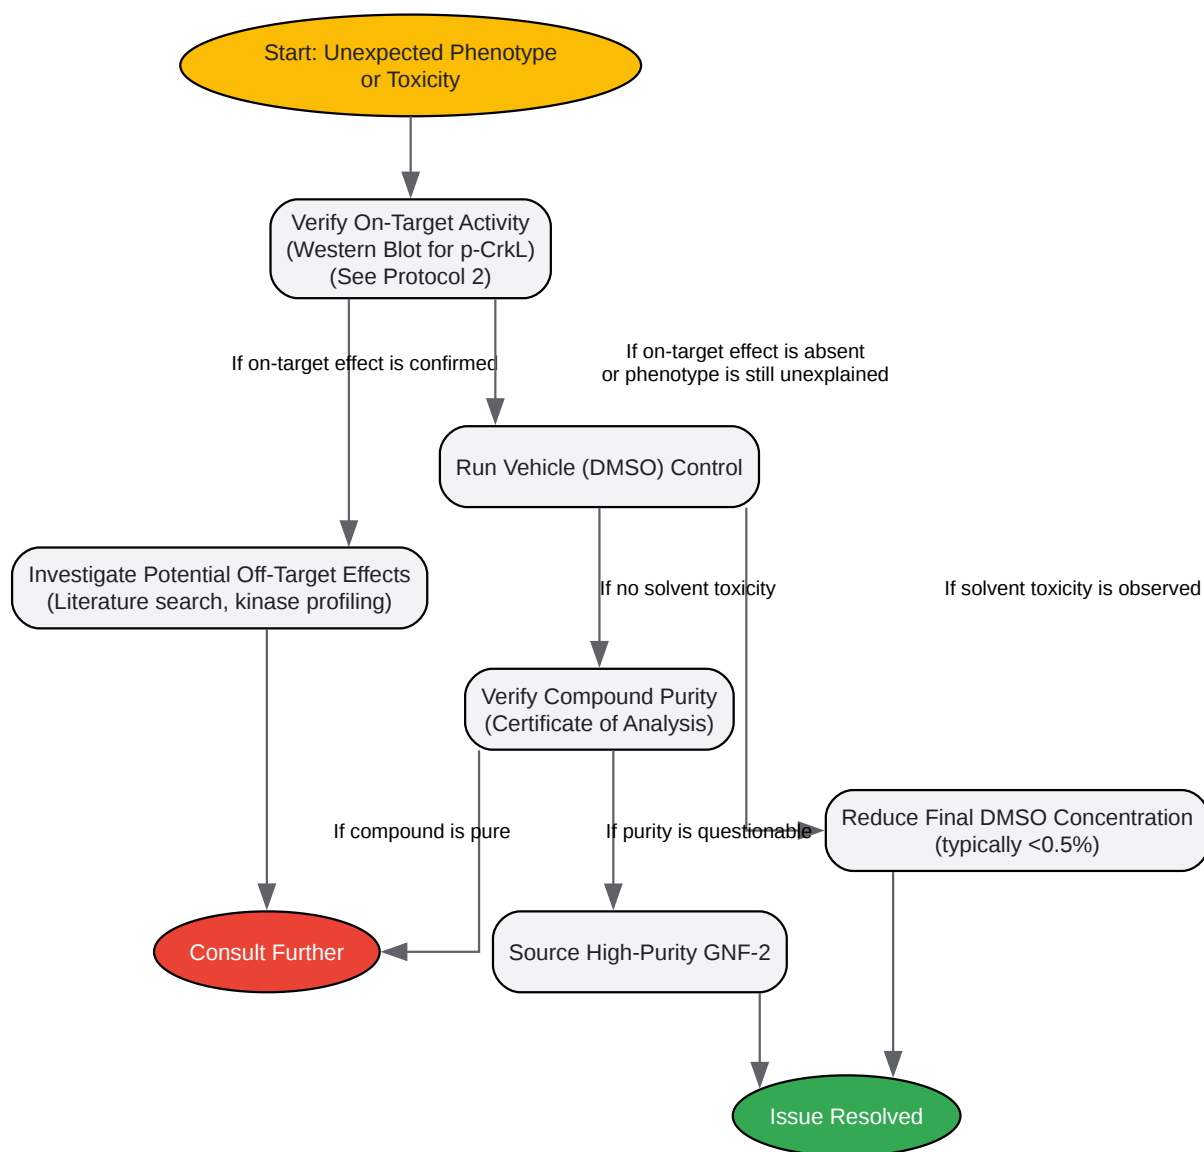 Start: Unexpected Phenotype
or Toxicity
Verify On-Target Activity
(Western Blot for p-CrkL)
(See Protocol 2)
If on-target effect is confirmed
If on-target effect is absent
or phenotype is still unexplained
Run Vehicle (DMSO) Control
Investigate Potential Off-Target Effects
(Literature search, kinase profiling)
If no solvent toxicity
If solvent toxicity is observed
Verify Compound Purity
(Certificate of Analysis)
If compound is pure
If purity is questionable
Reduce Final DMSO Concentration
(typically <0.5%)
Consult Further
Source High-Purity GNF-2
Issue Resolved